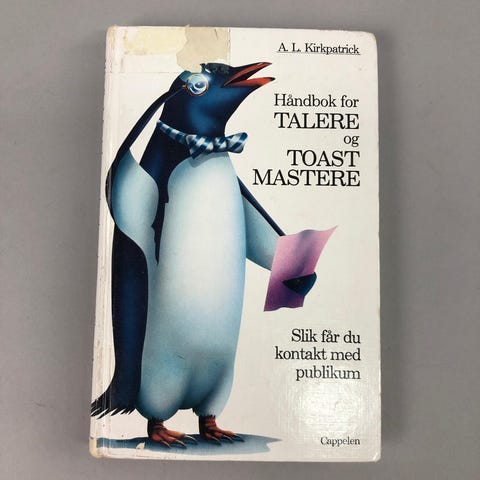 A. L. Kirkpatrick
Håndbok for
TALERE
og
TOAST
MASTERE
Slik får du
kontakt med
publikum
Cappelen